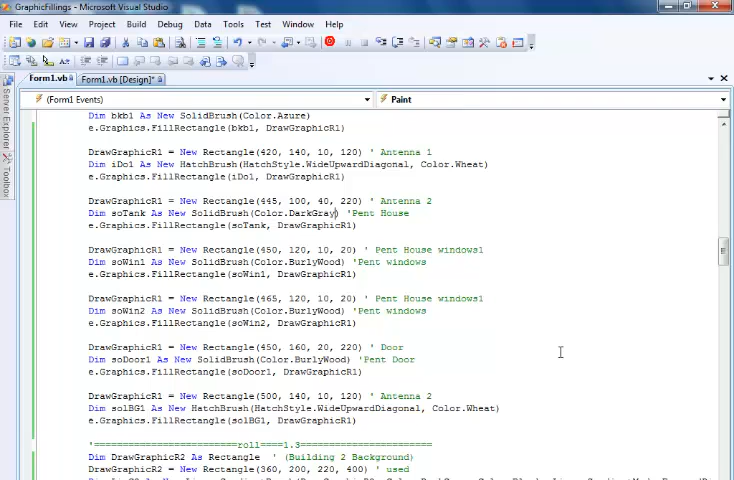 GraphicFillings - Microsoft Visual Studio
File Edit View Project Build Debug Data Tools Test Window Help
Form1.vb Form1.vb [Design]*
(Form1 Events) Paint
Server Explorer
Toolbox
Dim bkb1 As New SolidBrush(Color.Azure)
e.Graphics.FillRectangle(bkb1, DrawGraphicR1)
DrawGraphicR1 = New Rectangle(420, 140, 10, 120) ' Antenna 1
Dim iDo1 As New HatchBrush(HatchStyle.WideUpwardDiagonal, Color.Wheat)
e.Graphics.FillRectangle(iDo1, DrawGraphicR1)
DrawGraphicR1 = New Rectangle(445, 100, 40, 220) ' Antenna 2
Dim soTank As New SolidBrush(Color.DarkGray) 'Pent House
e.Graphics.FillRectangle(soTank, DrawGraphicR1)
DrawGraphicR1 = New Rectangle(450, 120, 10, 20) ' Pent House windows1
Dim soWin1 As New SolidBrush(Color.BurlyWood) 'Pent windows
e.Graphics.FillRectangle(soWin1, DrawGraphicR1)
DrawGraphicR1 = New Rectangle(465, 120, 10, 20) ' Pent House windows1
Dim soWin2 As New SolidBrush(Color.BurlyWood) 'Pent windows
e.Graphics.FillRectangle(soWin2, DrawGraphicR1)
DrawGraphicR1 = New Rectangle(450, 160, 20, 220) ' Door
Dim soDoor1 As New SolidBrush(Color.BurlyWood) 'Pent Door
e.Graphics.FillRectangle(soDoor1, DrawGraphicR1)
DrawGraphicR1 = New Rectangle(500, 140, 10, 120) ' Antenna 2
Dim solBG1 As New HatchBrush(HatchStyle.WideUpwardDiagonal, Color.Wheat)
e.Graphics.FillRectangle(solBG1, DrawGraphicR1)
'=========================roll====1.3=======================
Dim DrawGraphicR2 As Rectangle ' (Building 2 Background)
DrawGraphicR2 = New Rectangle(360, 200, 220, 400) ' used